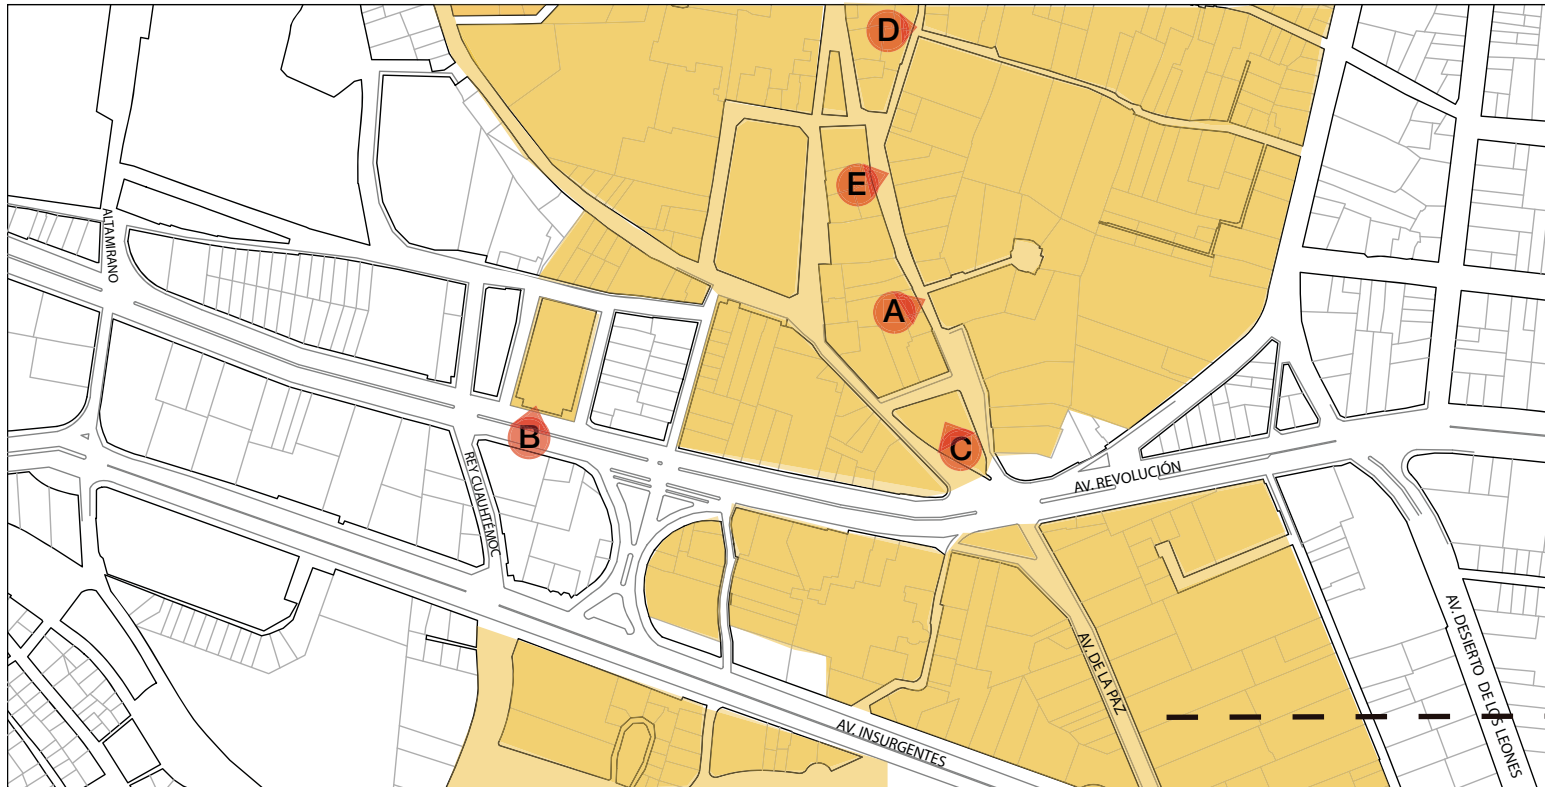 D
E
ALTAMIRANO
A
B
C
REY CUAUHTÉMOC
AV. REVOLUCIÓN
AV. DESIERTO DE LOS LEONES
AV. DE LA PAZ
AV. INSURGENTES